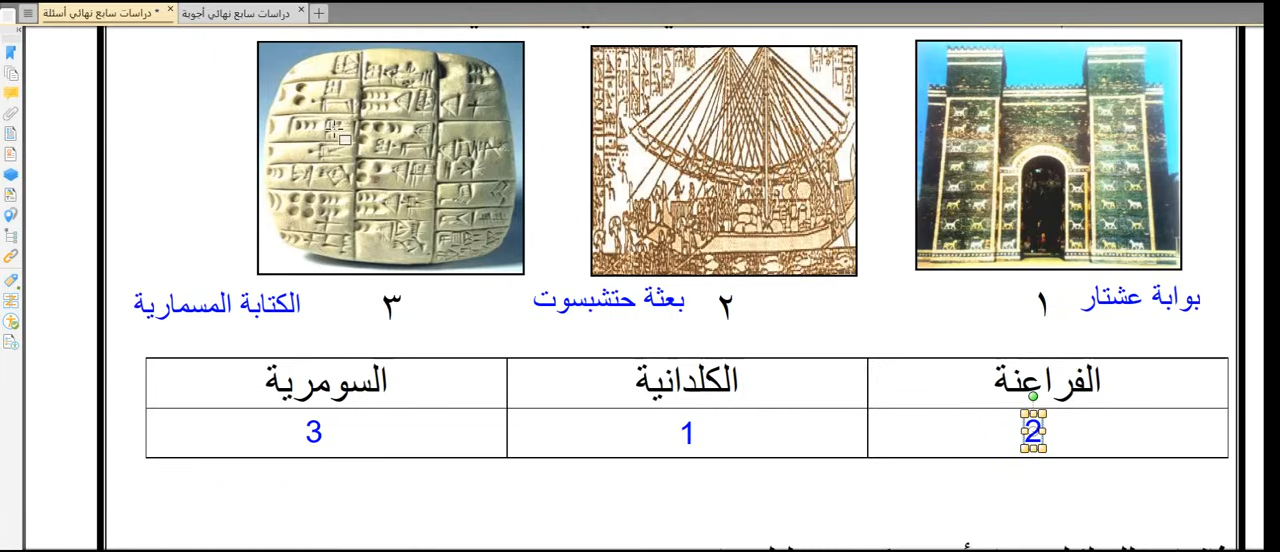 دراسات سابع نهائي أسئلة *
دراسات سابع نهائي أجوبة
بوابة عشتار
١
بعثة حتشبسوت
٢
الكتابة المسمارية
٣
الفراعنة الكلدانية السومرية
2 1 3